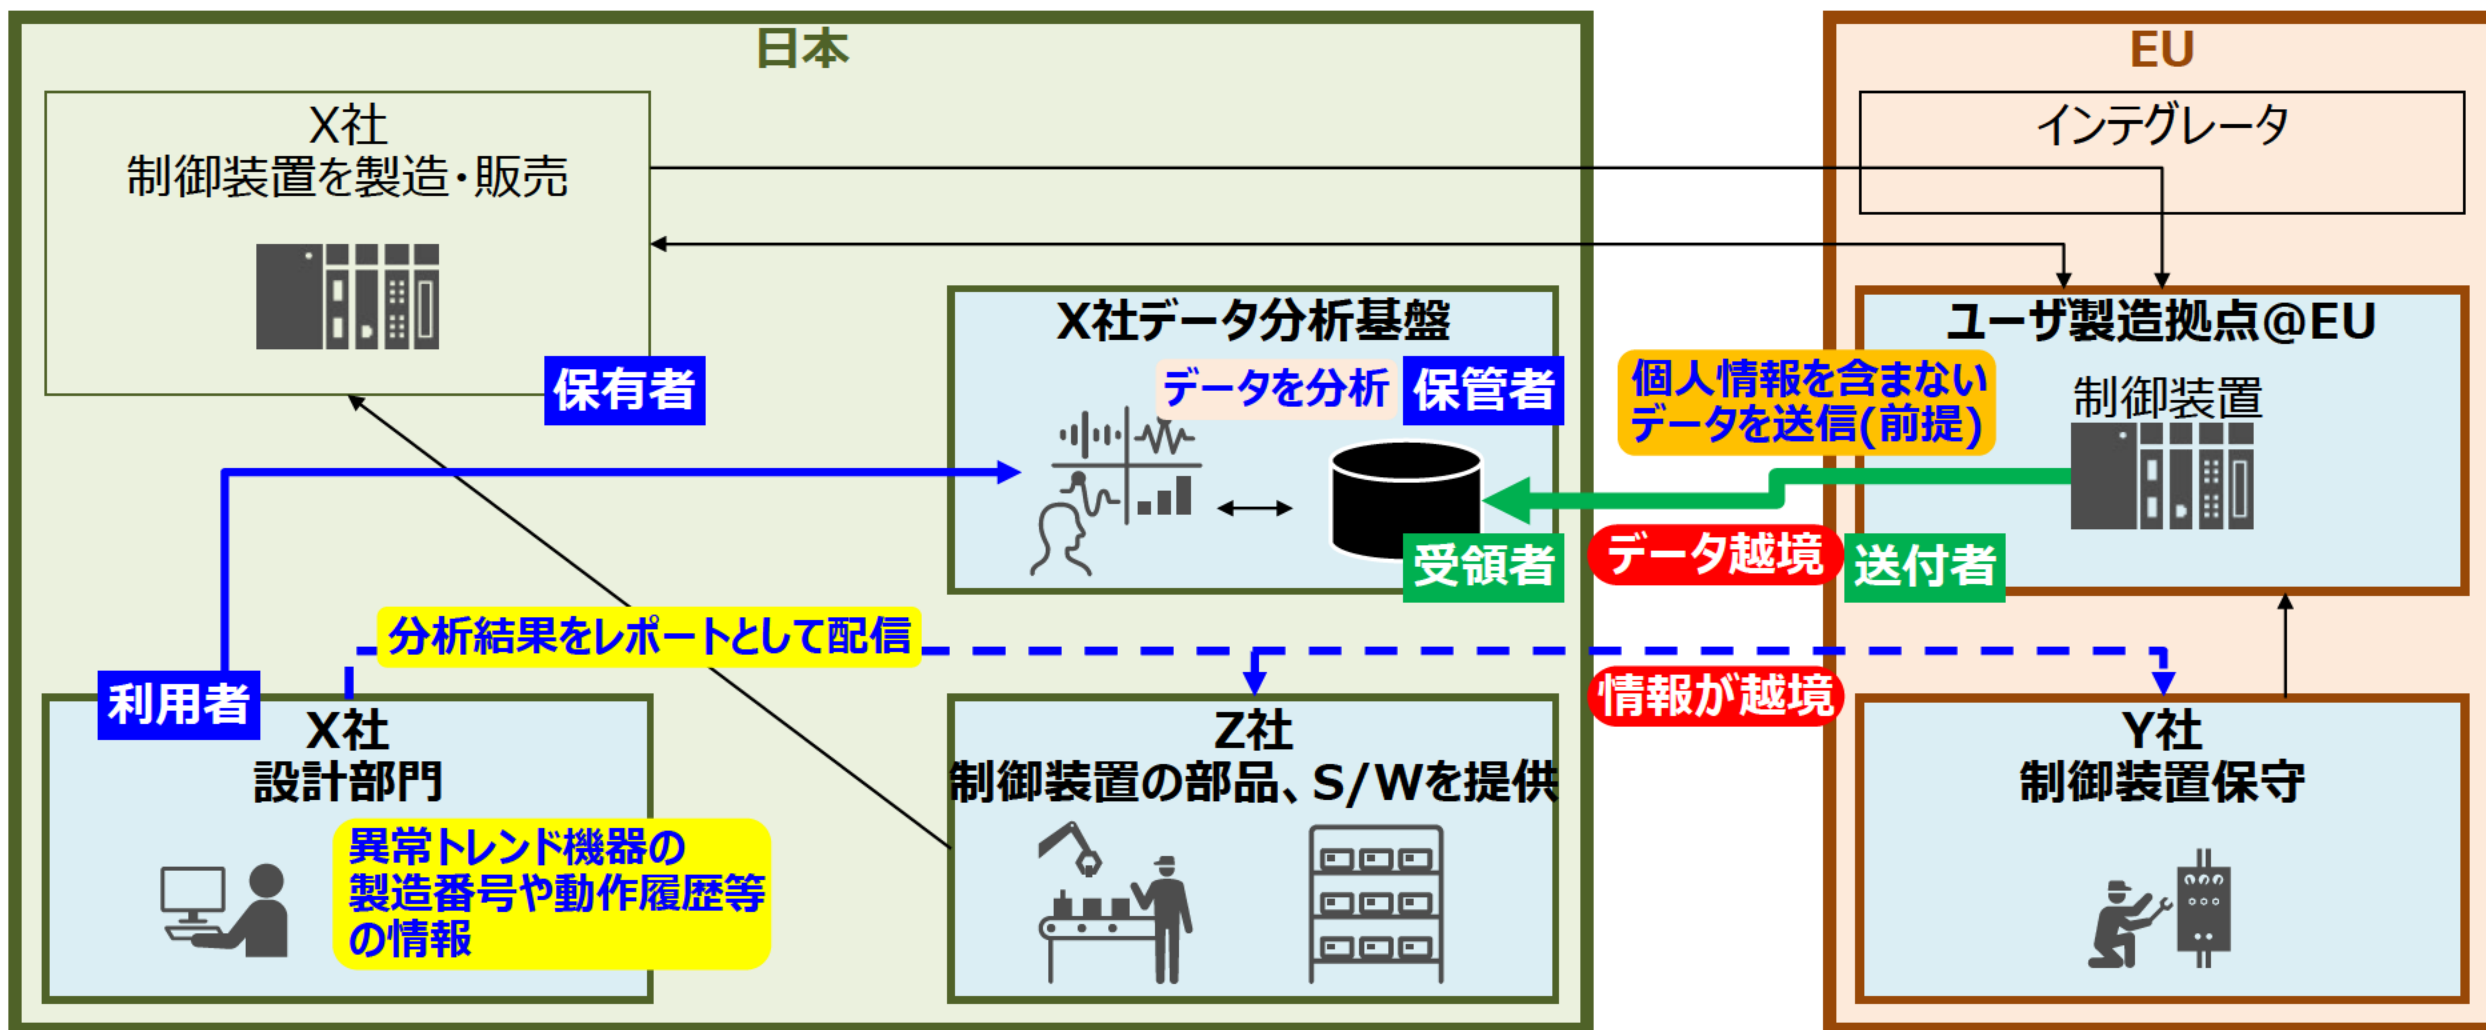 日本
X社
制御装置を製造・販売
保有者
X社データ分析基盤
データを分析
保管者
受領者
EU
インテグレータ
ユーザ製造拠点@EU
制御装置
個人情報を含まない
データを送信(前提)
データ越境
送付者
分析結果をレポートとして配信
情報が越境
利用者
X社
設計部門
異常トレンド機器の
製造番号や動作履歴等
の情報
Z社
制御装置の部品、S/Wを提供
Y社
制御装置保守